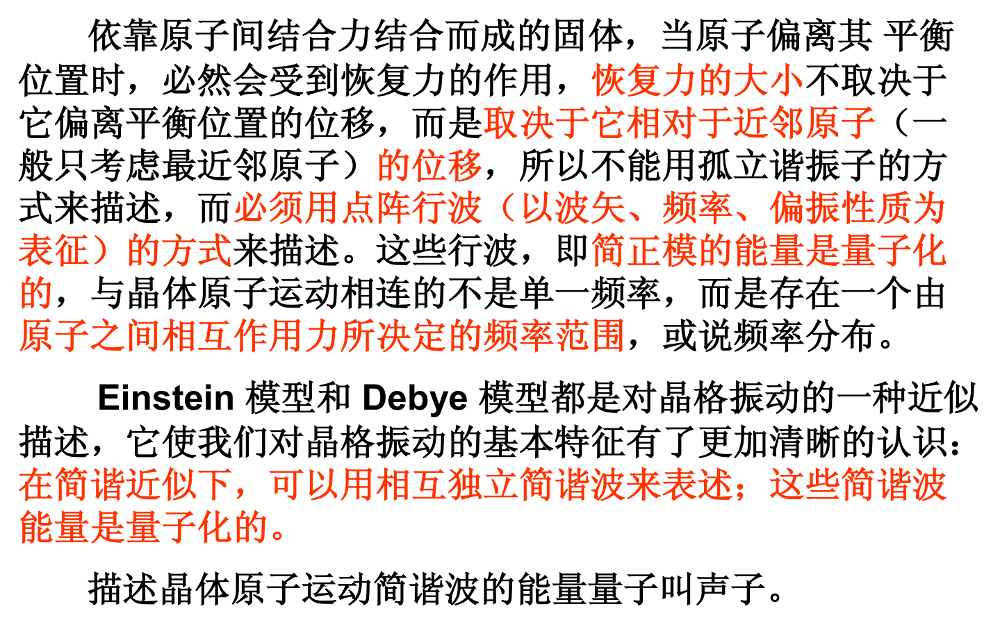 依靠原子间结合力结合而成的固体，当原子偏离其 平衡
位置时，必然会受到恢复力的作用，恢复力的大小不取决于
它偏离平衡位置的位移，而是取决于它相对于近邻原子（一
般只考虑最近邻原子）的位移，所以不能用孤立谐振子的方
式来描述，而必须用点阵行波（以波矢、频率、偏振性质为
表征）的方式来描述。这些行波，即简正模的能量是量子化
的，与晶体原子运动相连的不是单一频率，而是存在一个由
原子之间相互作用力所决定的频率范围，或说频率分布。
Einstein 模型和 Debye 模型都是对晶格振动的一种近似
描述，它使我们对晶格振动的基本特征有了更加清晰的认识：
在简谐近似下，可以用相互独立简谐波来表述；这些简谐波
能量是量子化的。
描述晶体原子运动简谐波的能量量子叫声子。